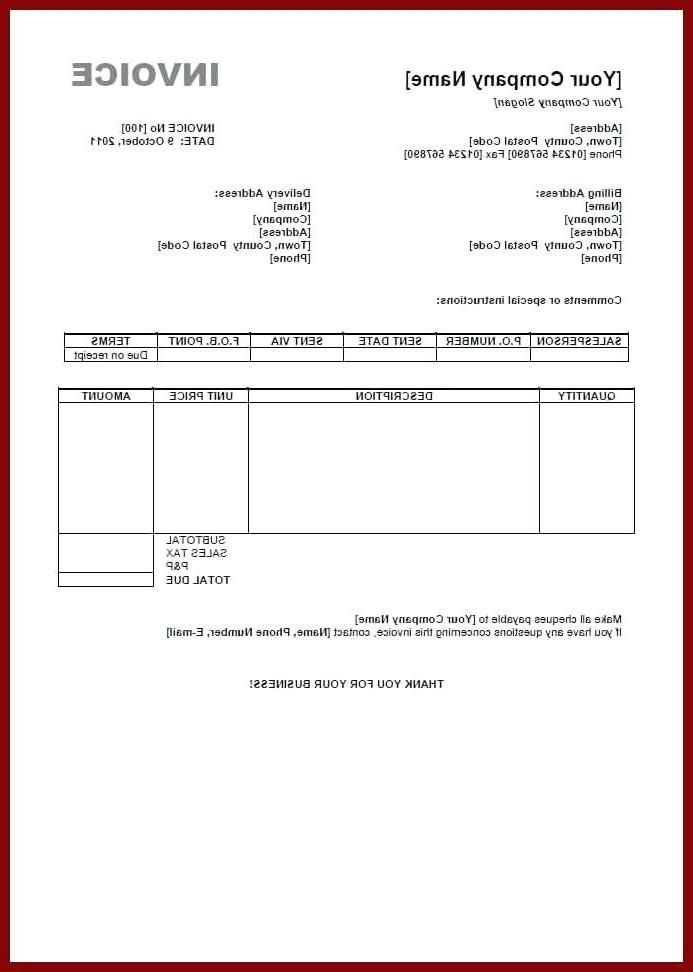 [Your Company Name]
INVOICE
[Your Company Slogan]
[Address]
INVOICE No [100]
[Town, County  Postal Code]
DATE:  9 October, 2011
Phone [01234 567890] Fax [01234 567890]
Billing Address:
Delivery Address:
[Name]
[Name]
[Company]
[Company]
[Address]
[Address]
[Town, County  Postal Code]
[Town, County  Postal Code]
[Phone]
[Phone]
Comments or special instructions:
SALESPERSON P.O. NUMBER SENT DATE SENT VIA F.O.B. POINT TERMS
Due on receipt
QUANTITY DESCRIPTION UNIT PRICE AMOUNT
SUBTOTAL
SALES TAX
P&P
TOTAL DUE
Make all cheques payable to [Your Company Name]
If you have any questions concerning this invoice, contact [Name, Phone Number, E-mail]
THANK YOU FOR YOUR BUSINESS!